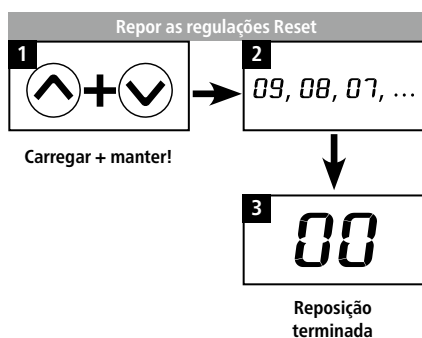 Repor as regulações Reset
1
+
2
09, 08, 07, ...
Carregar + manter!
3
00
Reposição
terminada